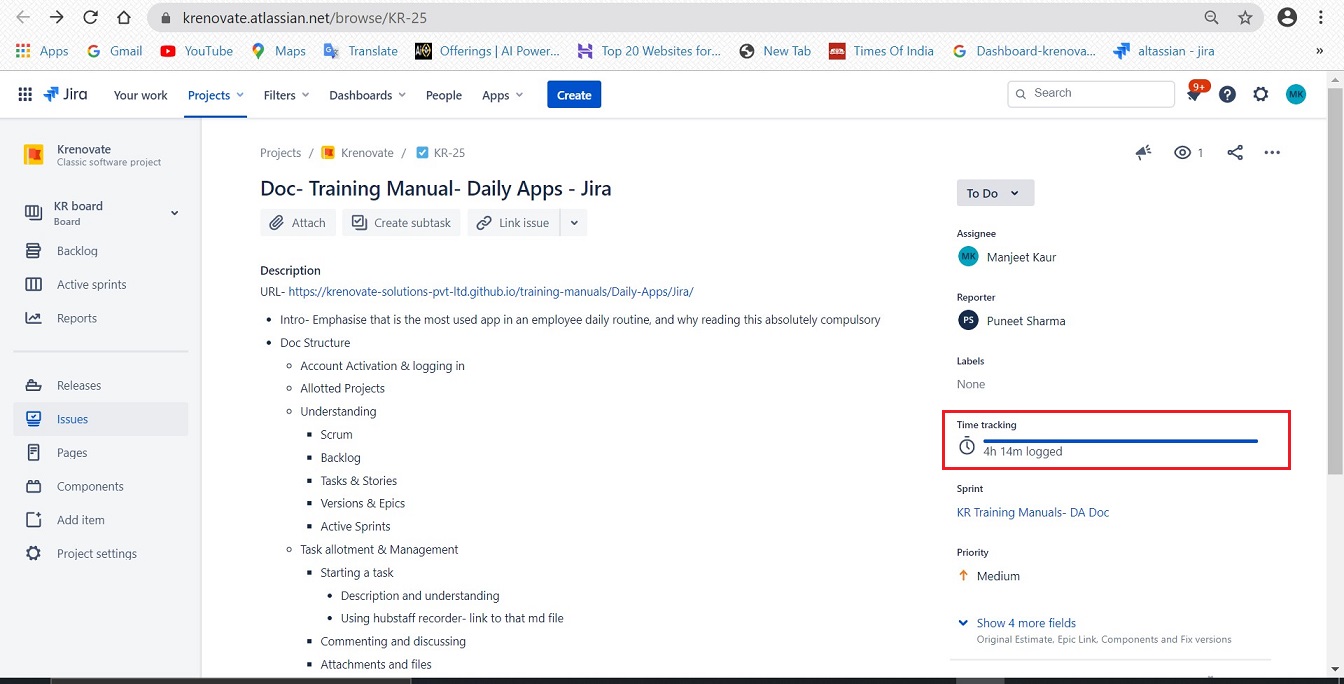 krenovate.atlassian.net/browse/KR-25
Apps Gmail YouTube Maps Translate Offerings | AI Power... Top 20 Websites for... New Tab Times Of India Dashboard-krenova... altassian - jira »
Jira Your work Projects Filters Dashboards People Apps Create Search 9+ MK
Krenovate
Classic software project
KR board
Board
Backlog
Active sprints
Reports
Releases
Issues
Pages
Components
Add item
Project settings
Projects / Krenovate / KR-25
1
Doc- Training Manual- Daily Apps - Jira
Attach Create subtask Link issue
Description
URL- https://krenovate-solutions-pvt-ltd.github.io/training-manuals/Daily-Apps/Jira/
Intro- Emphasise that is the most used app in an employee daily routine, and why reading this absolutely compulsory
Doc Structure
Account Activation & logging in
Allotted Projects
Understanding
Scrum
Backlog
Tasks & Stories
Versions & Epics
Active Sprints
Task allotment & Management
Starting a task
Description and understanding
Using hubstaff recorder- link to that md file
Commenting and discussing
Attachments and files
To Do
Assignee
MK Manjeet Kaur
Reporter
PS Puneet Sharma
Labels
None
Time tracking
4h 14m logged
Sprint
KR Training Manuals- DA Doc
Priority
Medium
Show 4 more fields
Original Estimate, Epic Link, Components and Fix versions